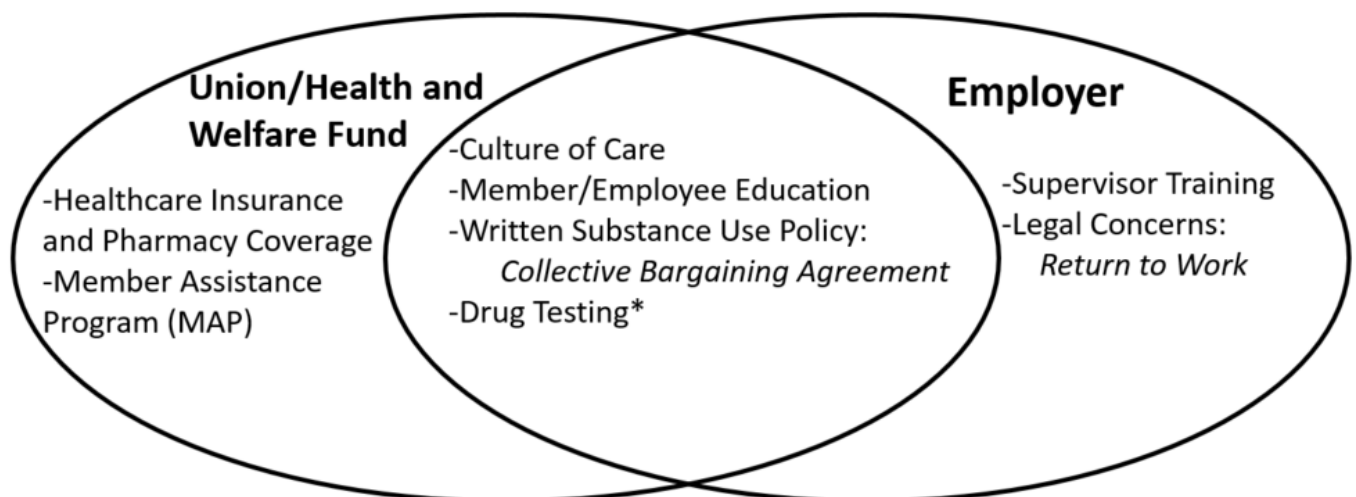 Union/Health and
Welfare Fund
-Healthcare Insurance
and Pharmacy Coverage
-Member Assistance
Program (MAP)
-Culture of Care
-Member/Employee Education
-Written Substance Use Policy:
Collective Bargaining Agreement
-Drug Testing*
Employer
-Supervisor Training
-Legal Concerns:
Return to Work